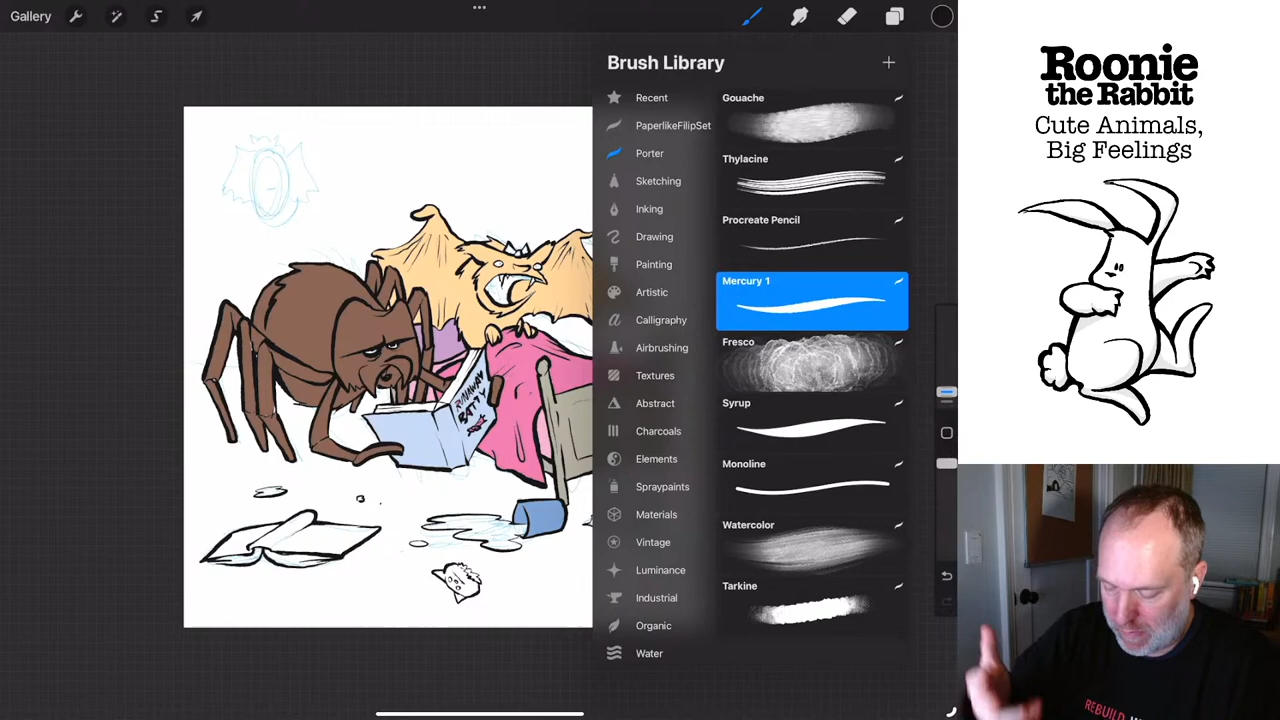 Gallery
Brush Library
Recent
PaperlikeFilipSet
Porter
Sketching
Inking
Drawing
Painting
Artistic
Calligraphy
Airbrushing
Textures
Abstract
Charcoals
Elements
Spraypaints
Materials
Vintage
Luminance
Industrial
Organic
Water
Gouache
Thylacine
Procreate Pencil
Mercury 1
Fresco
Syrup
Monoline
Watercolor
Tarkine
RUNAWAY
BATTY
Roonie
the Rabbit
Cute Animals,
Big Feelings
REBUILD